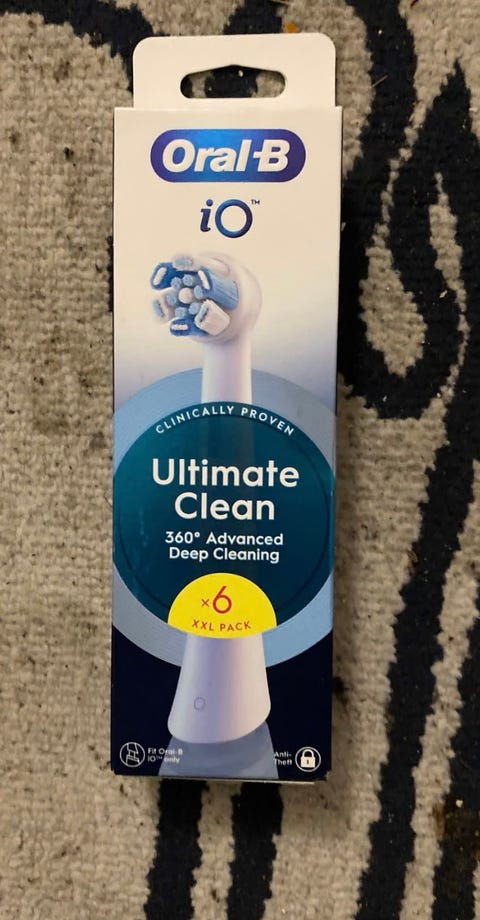 Oral-B
iO™
CLINICALLY PROVEN
Ultimate
Clean
360° Advanced
Deep Cleaning
x6
XXL PACK
Fit Oral-B
iO™ only
Anti-
Theft